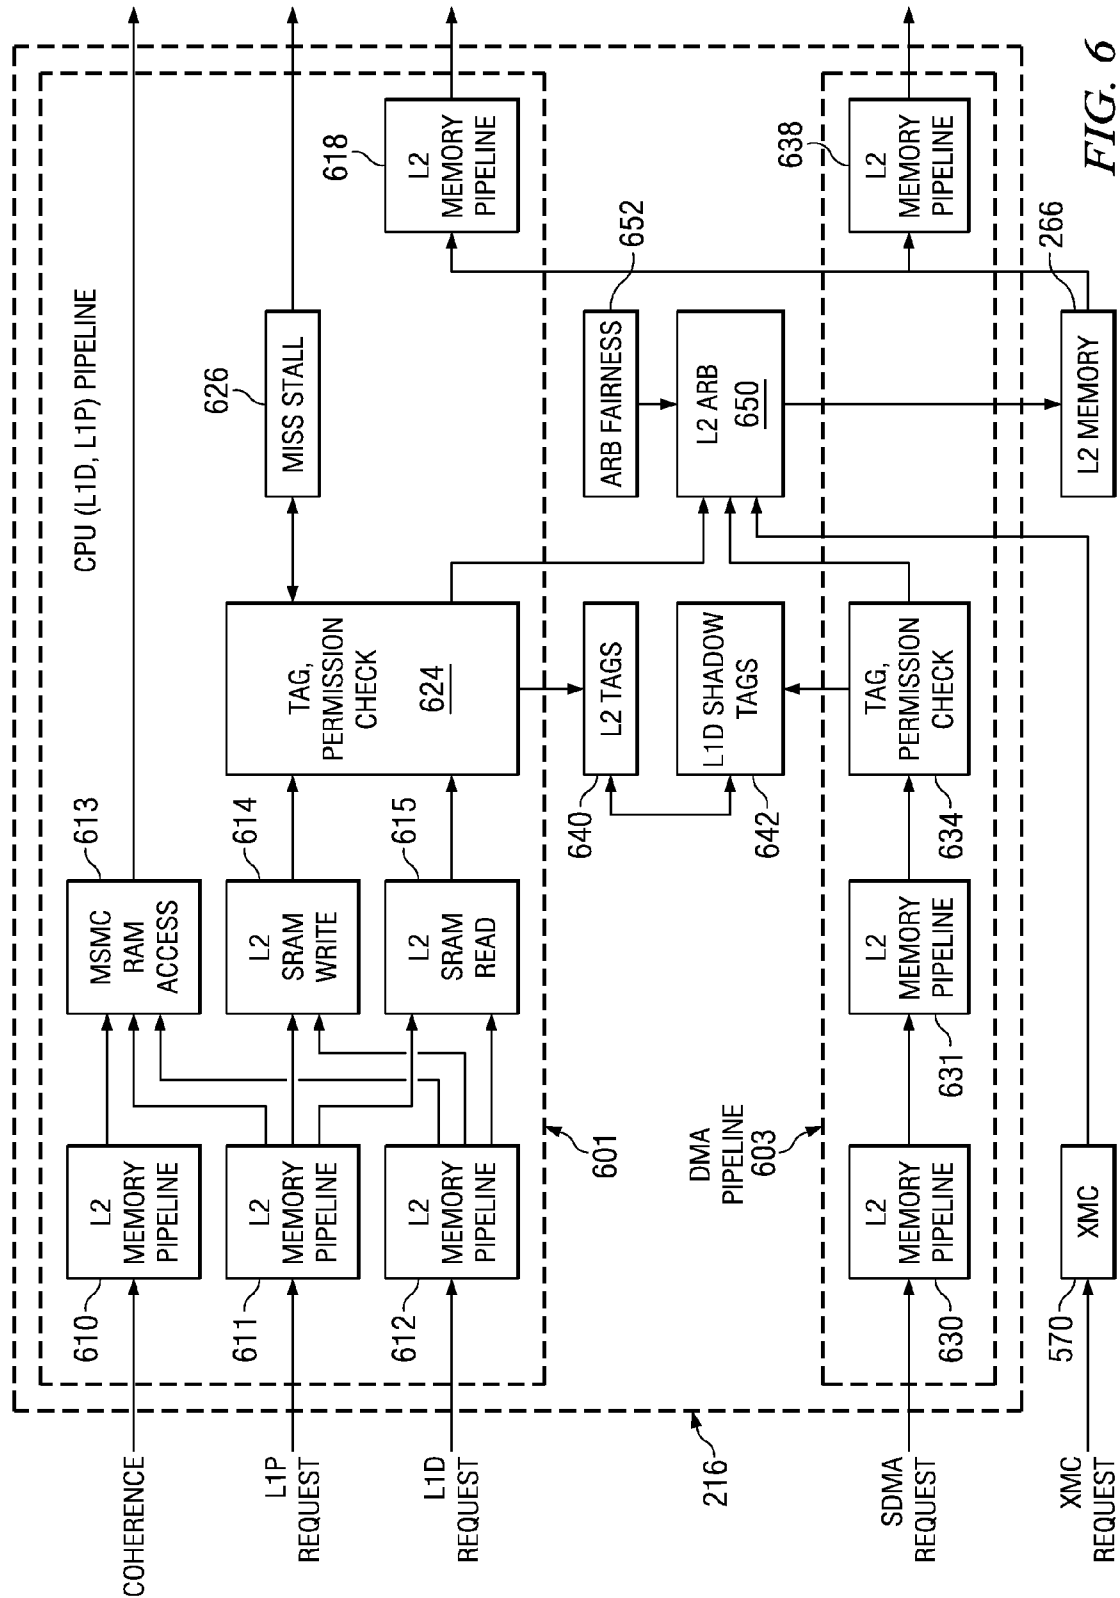 CPU (L1D, L1P) PIPELINE
COHERENCE
610
L2
MEMORY
PIPELINE
613
MSMC
RAM
ACCESS
L1P
REQUEST
611
L2
MEMORY
PIPELINE
614
L2
SRAM
WRITE
L1D
REQUEST
612
L2
MEMORY
PIPELINE
615
L2
SRAM
READ
TAG,
PERMISSION
CHECK
624
626
MISS STALL
618
L2
MEMORY
PIPELINE
601
640
L2 TAGS
642
L1D SHADOW
TAGS
652
ARB FAIRNESS
L2 ARB
650
216
DMA
PIPELINE
603
SDMA
REQUEST
630
L2
MEMORY
PIPELINE
631
L2
MEMORY
PIPELINE
634
TAG,
PERMISSION
CHECK
638
L2
MEMORY
PIPELINE
XMC
REQUEST
570
XMC
266
L2 MEMORY
FIG. 6